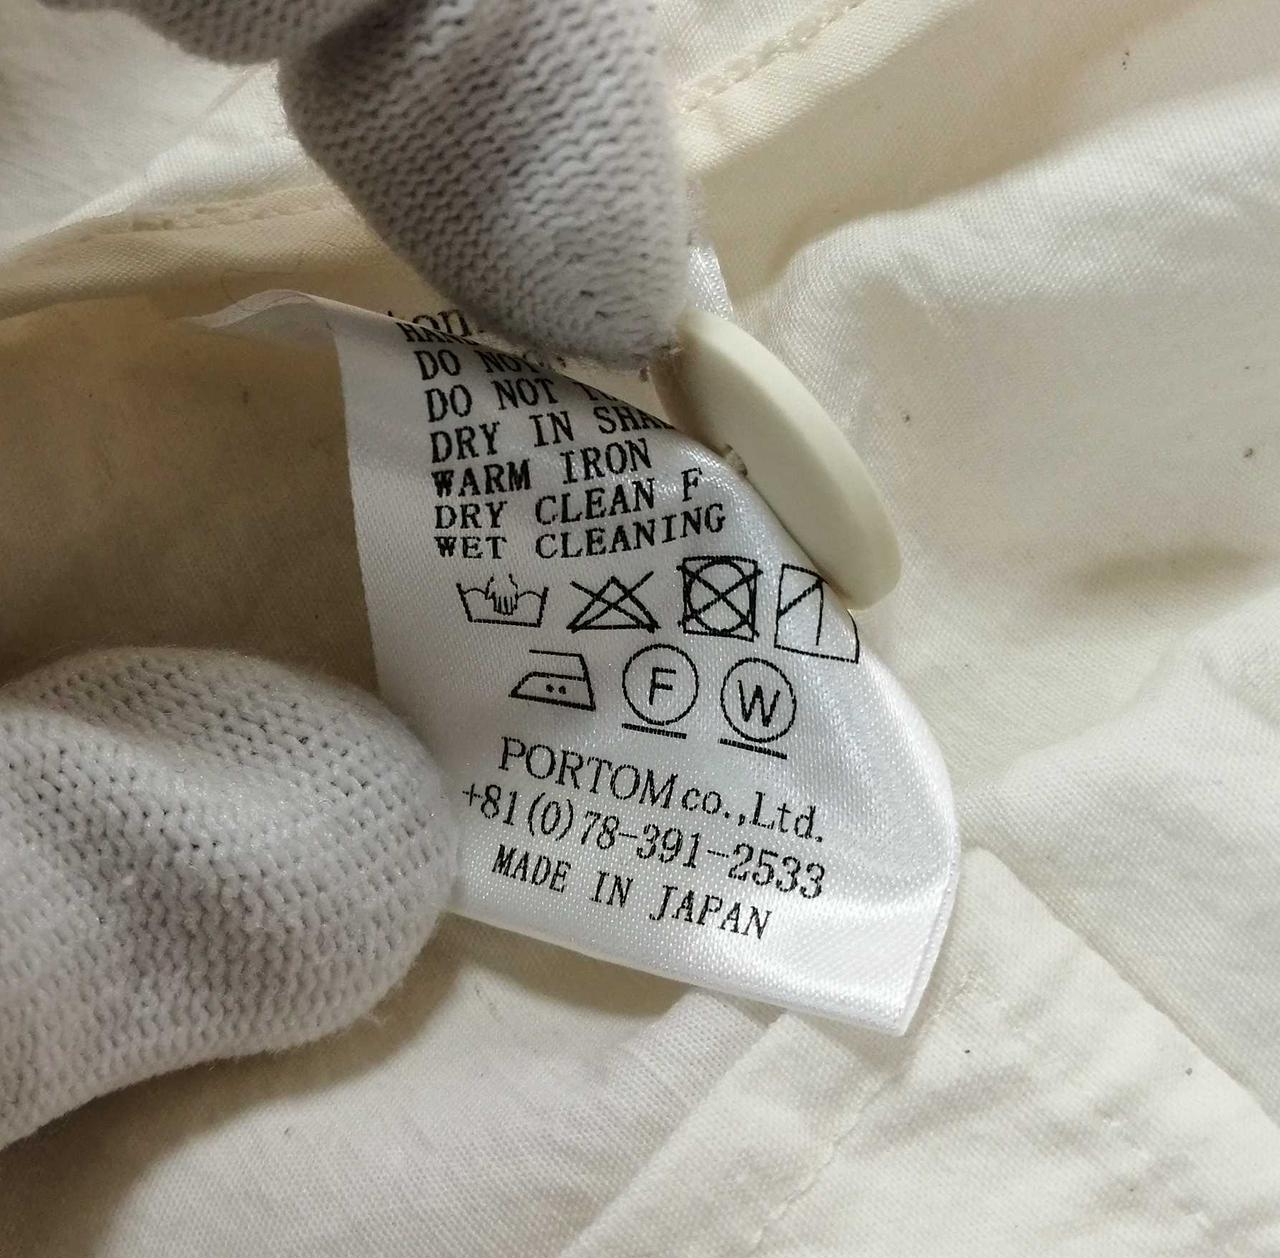 DO NOT
DO NOT
DRY IN
WARM IRON
DRY CLEAN F
WET CLEANING
F W
PORTOM co.,Ltd.
+81(0)78-391-2533
MADE IN JAPAN